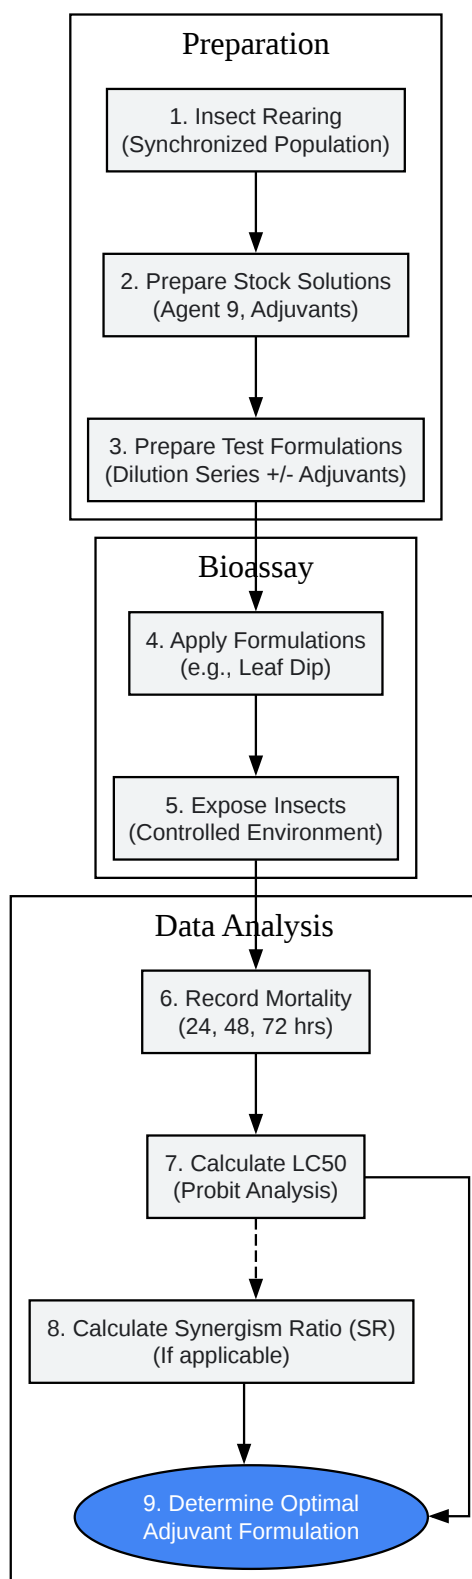 Preparation
1. Insect Rearing
(Synchronized Population)
2. Prepare Stock Solutions
(Agent 9, Adjuvants)
3. Prepare Test Formulations
(Dilution Series +/- Adjuvants)
Bioassay
4. Apply Formulations
(e.g., Leaf Dip)
5. Expose Insects
(Controlled Environment)
Data Analysis
6. Record Mortality
(24, 48, 72 hrs)
7. Calculate LC50
(Probit Analysis)
8. Calculate Synergism Ratio (SR)
(If applicable)
9. Determine Optimal
Adjuvant Formulation